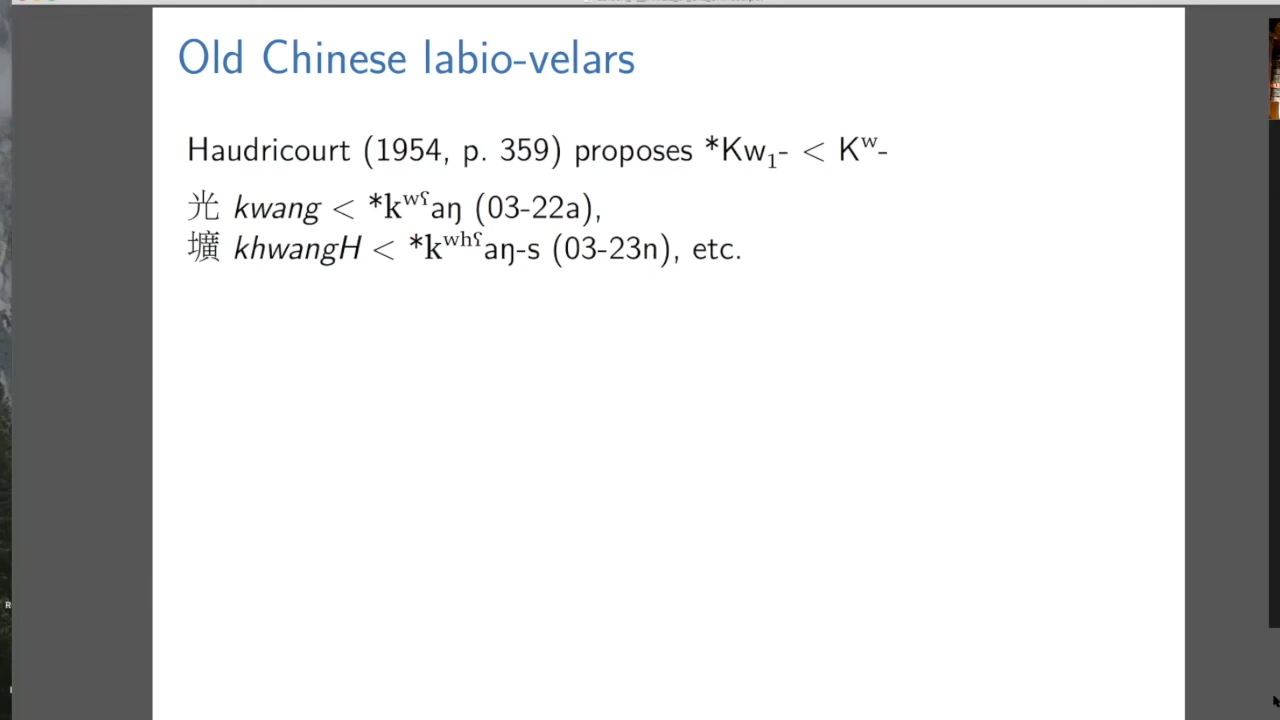 Old Chinese labio-velars
Haudricourt (1954, p. 359) proposes *Kw₁- < Kʷ-
光 kwang < *kʷˤaŋ (03-22a),
壙 khwangH < *kʷʰˤaŋ-s (03-23n), etc.